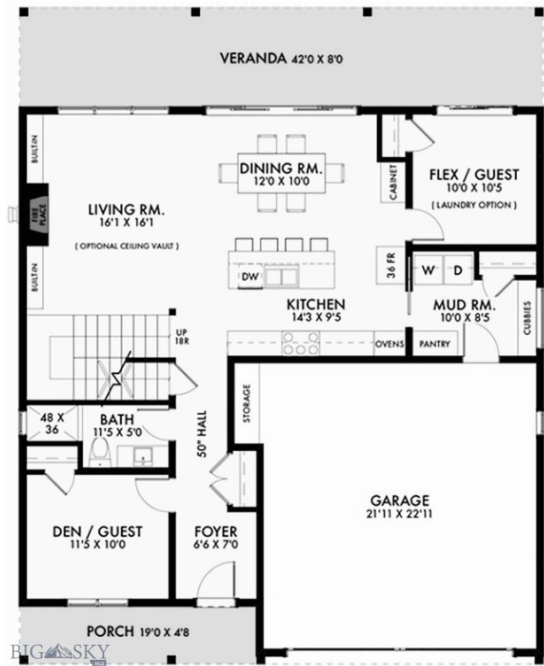 VERANDA 42'0 X 8'0
BUILT-IN
DINING RM.
12'0 X 10'0
CABINET
FLEX / GUEST
10'0 X 10'5
( LAUNDRY OPTION )
FIRE
PLACE
LIVING RM.
16'1 X 16'1
( OPTIONAL CEILING VAULT )
BUILT-IN
DW
36 FR
W D
KITCHEN
14'3 X 9'5
MUD RM.
10'0 X 8'5
CUBBIES
UP
18R
OVENS
PANTRY
48 X
36
BATH
11'5 X 5'0
50" HALL
STORAGE
DEN / GUEST
11'5 X 10'0
FOYER
6'6 X 7'0
GARAGE
21'11 X 22'11
PORCH 19'0 X 4'8
BIG SKY
MLS